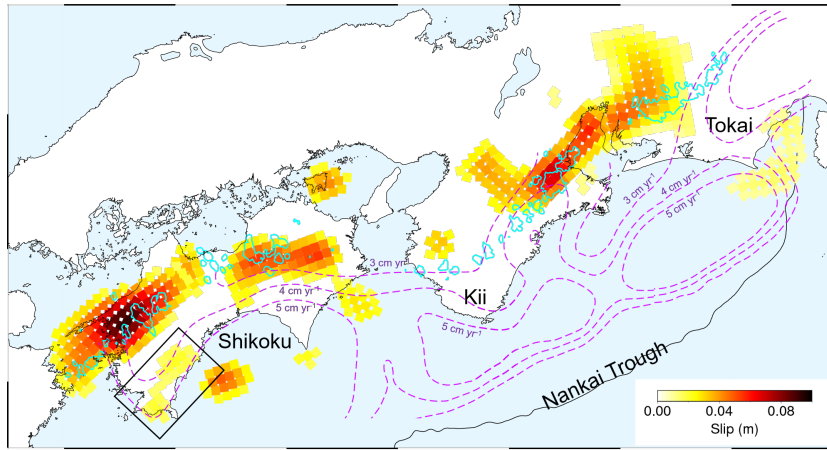 Tokai
3 cm yr⁻¹
4 cm yr⁻¹
5 cm yr⁻¹
3 cm yr⁻¹
4 cm yr⁻¹
5 cm yr⁻¹
Kii
5 cm yr⁻¹
Shikoku
Nankai Trough
0.00 0.04 0.08
Slip (m)